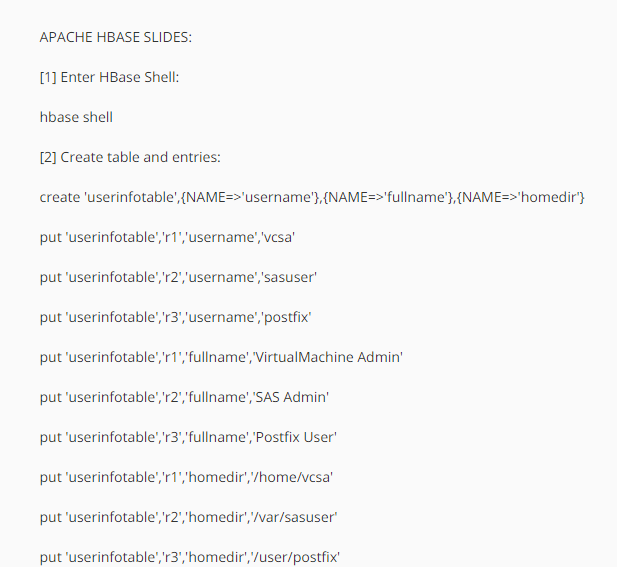 APACHE HBASE SLIDES:
[1] Enter HBase Shell:
hbase shell
[2] Create table and entries:
create 'userinfotable',{NAME=>'username'},{NAME=>'fullname'},{NAME=>'homedir'}
put 'userinfotable','r1','username','vcsa'
put 'userinfotable','r2','username','sasuser'
put 'userinfotable','r3','username','postfix'
put 'userinfotable','r1','fullname','VirtualMachine Admin'
put 'userinfotable','r2','fullname','SAS Admin'
put 'userinfotable','r3','fullname','Postfix User'
put 'userinfotable','r1','homedir','/home/vcsa'
put 'userinfotable','r2','homedir','/var/sasuser'
put 'userinfotable','r3','homedir','/user/postfix'